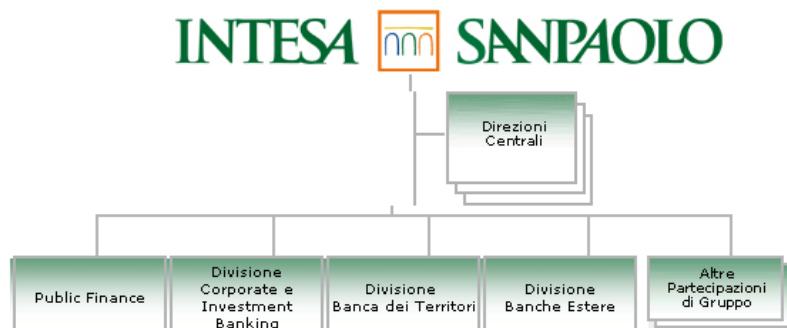 INTESA SANPAOLO
Direzioni
Centrali
Public Finance
Divisione
Corporate e
Investment
Banking
Divisione
Banca dei Territori
Divisione
Banche Estere
Altre
Partecipazioni
di Gruppo